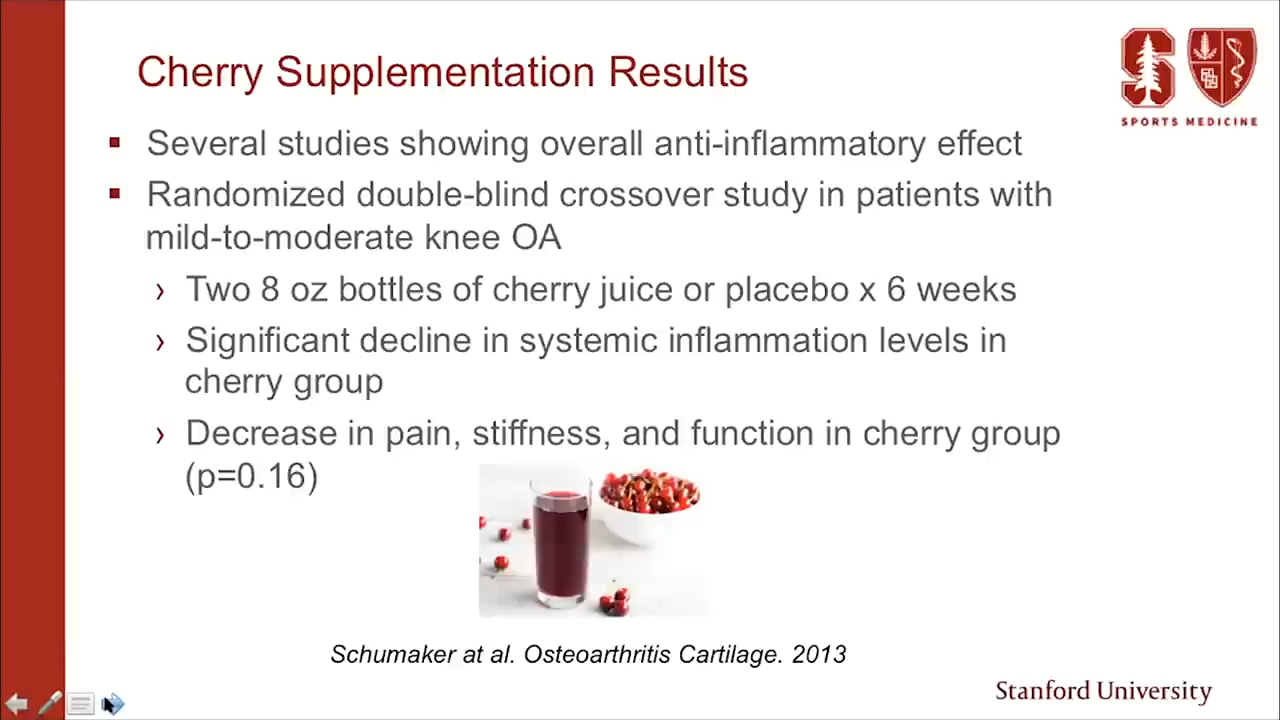 Cherry Supplementation Results
SPORTS MEDICINE
▪ Several studies showing overall anti-inflammatory effect
▪ Randomized double-blind crossover study in patients with
mild-to-moderate knee OA
› Two 8 oz bottles of cherry juice or placebo x 6 weeks
› Significant decline in systemic inflammation levels in
cherry group
› Decrease in pain, stiffness, and function in cherry group
(p=0.16)
Schumaker at al. Osteoarthritis Cartilage. 2013
Stanford University